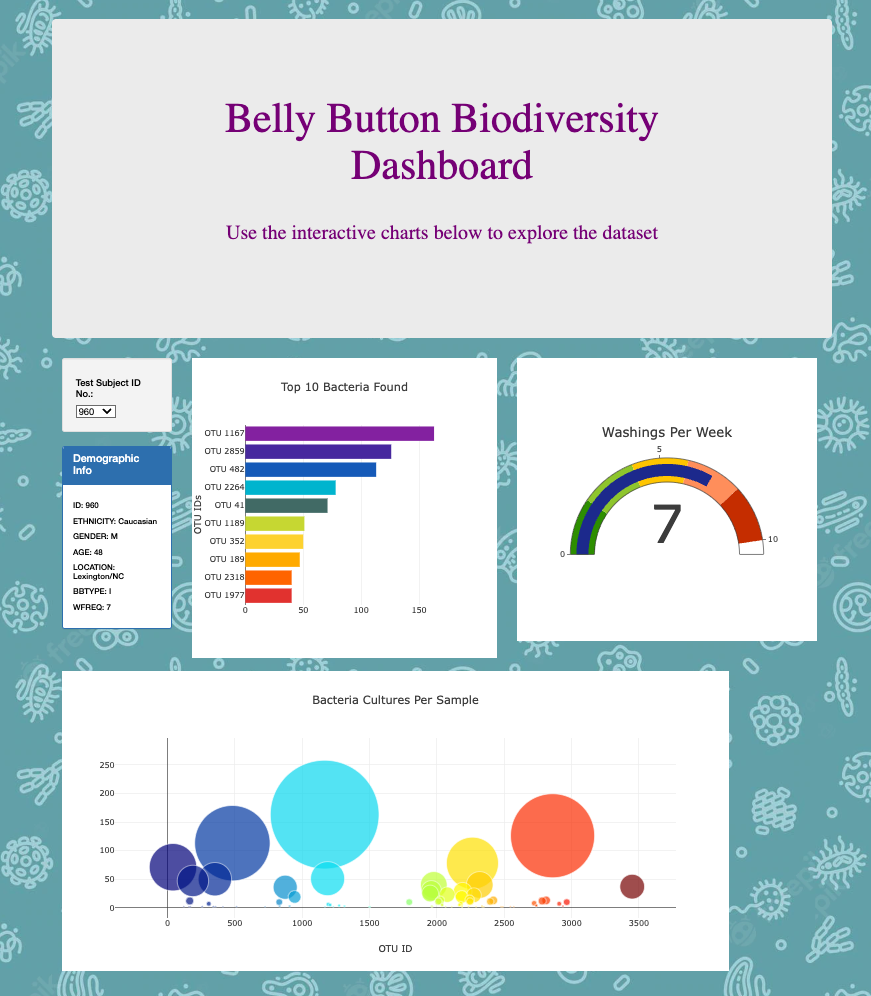 Belly Button Biodiversity
Dashboard
Use the interactive charts below to explore the dataset
Test Subject ID
No.:
960
Demographic
Info
ID: 960
ETHNICITY: Caucasian
GENDER: M
AGE: 48
LOCATION:
Lexington/NC
BBTYPE: I
WFREQ: 7
Top 10 Bacteria Found
OTU IDs
OTU 1167
OTU 2859
OTU 482
OTU 2264
OTU 41
OTU 1189
OTU 352
OTU 189
OTU 2318
OTU 1977
0 50 100 150
Washings Per Week
5
0
10
7
Bacteria Cultures Per Sample
250
200
150
100
50
0
0 500 1000 1500 2000 2500 3000 3500
OTU ID